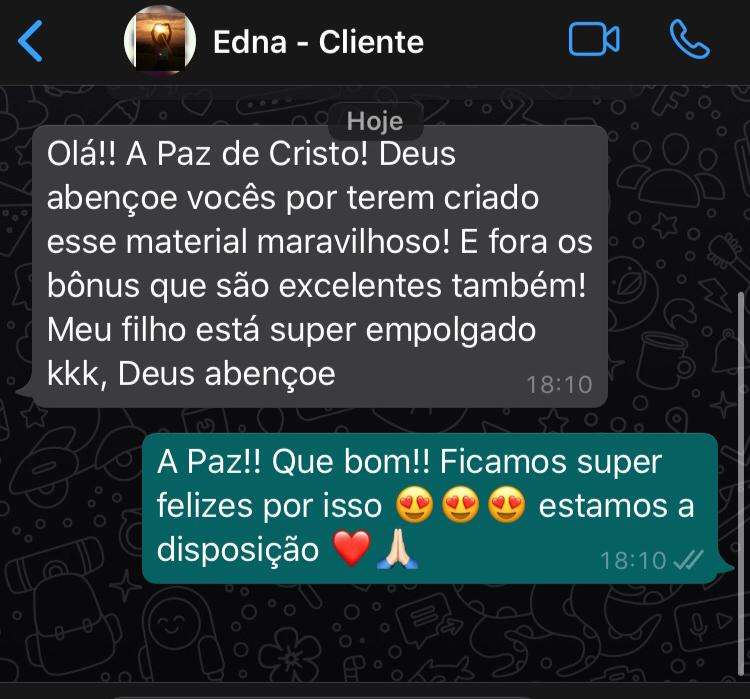 Edna - Cliente
Hoje
Olá!! A Paz de Cristo! Deus
abençoe vocês por terem criado
esse material maravilhoso! E fora os
bônus que são excelentes também!
Meu filho está super empolgado
kkk, Deus abençoe
18:10
A Paz!! Que bom!! Ficamos super
felizes por isso 😍😍😍 estamos a
disposição ❤️🙏🏻
18:10